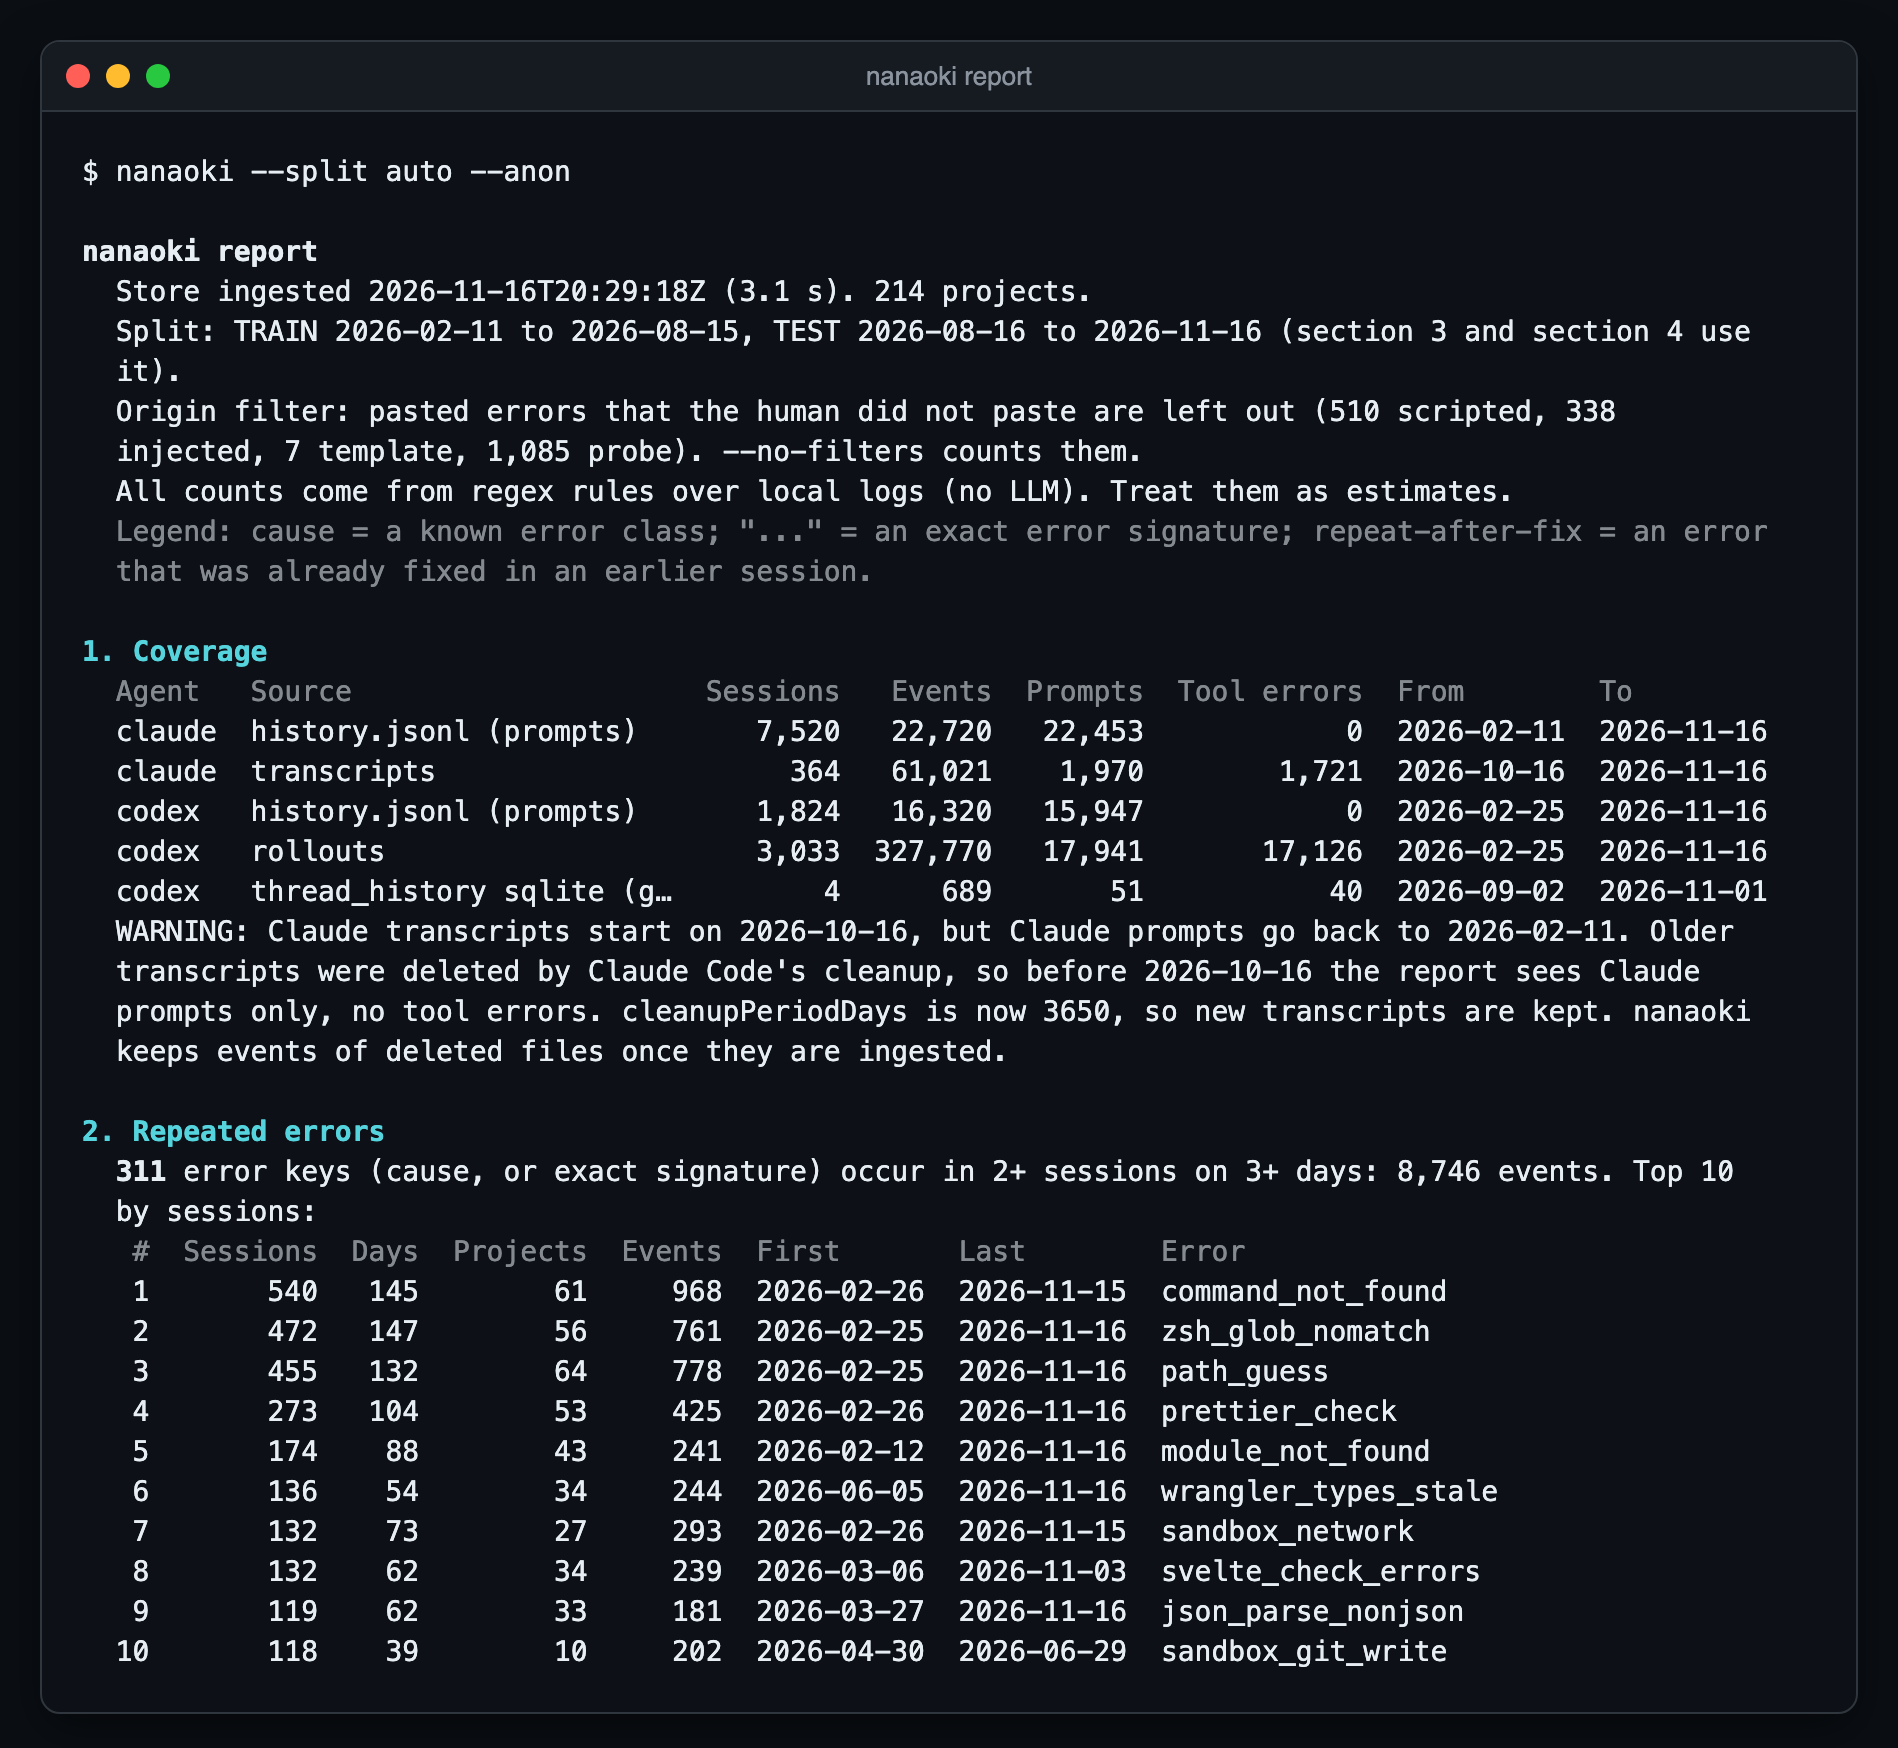 nanaoki report
$ nanaoki --split auto --anon
nanaoki report
Store ingested 2026-11-16T20:29:18Z (3.1 s). 214 projects.
Split: TRAIN 2026-02-11 to 2026-08-15, TEST 2026-08-16 to 2026-11-16 (section 3 and section 4 use
it).
Origin filter: pasted errors that the human did not paste are left out (510 scripted, 338
injected, 7 template, 1,085 probe). --no-filters counts them.
All counts come from regex rules over local logs (no LLM). Treat them as estimates.
Legend: cause = a known error class; "..." = an exact error signature; repeat-after-fix = an error
that was already fixed in an earlier session.
1. Coverage
Agent Source Sessions Events Prompts Tool errors From To
claude history.jsonl (prompts) 7,520 22,720 22,453 0 2026-02-11 2026-11-16
claude transcripts 364 61,021 1,970 1,721 2026-10-16 2026-11-16
codex history.jsonl (prompts) 1,824 16,320 15,947 0 2026-02-25 2026-11-16
codex rollouts 3,033 327,770 17,941 17,126 2026-02-25 2026-11-16
codex thread_history sqlite (g… 4 689 51 40 2026-09-02 2026-11-01
WARNING: Claude transcripts start on 2026-10-16, but Claude prompts go back to 2026-02-11. Older
transcripts were deleted by Claude Code's cleanup, so before 2026-10-16 the report sees Claude
prompts only, no tool errors. cleanupPeriodDays is now 3650, so new transcripts are kept. nanaoki
keeps events of deleted files once they are ingested.
2. Repeated errors
311 error keys (cause, or exact signature) occur in 2+ sessions on 3+ days: 8,746 events. Top 10
by sessions:
# Sessions Days Projects Events First Last Error
1 540 145 61 968 2026-02-26 2026-11-15 command_not_found
2 472 147 56 761 2026-02-25 2026-11-16 zsh_glob_nomatch
3 455 132 64 778 2026-02-25 2026-11-16 path_guess
4 273 104 53 425 2026-02-26 2026-11-16 prettier_check
5 174 88 43 241 2026-02-12 2026-11-16 module_not_found
6 136 54 34 244 2026-06-05 2026-11-16 wrangler_types_stale
7 132 73 27 293 2026-02-26 2026-11-15 sandbox_network
8 132 62 34 239 2026-03-06 2026-11-03 svelte_check_errors
9 119 62 33 181 2026-03-27 2026-11-16 json_parse_nonjson
10 118 39 10 202 2026-04-30 2026-06-29 sandbox_git_write